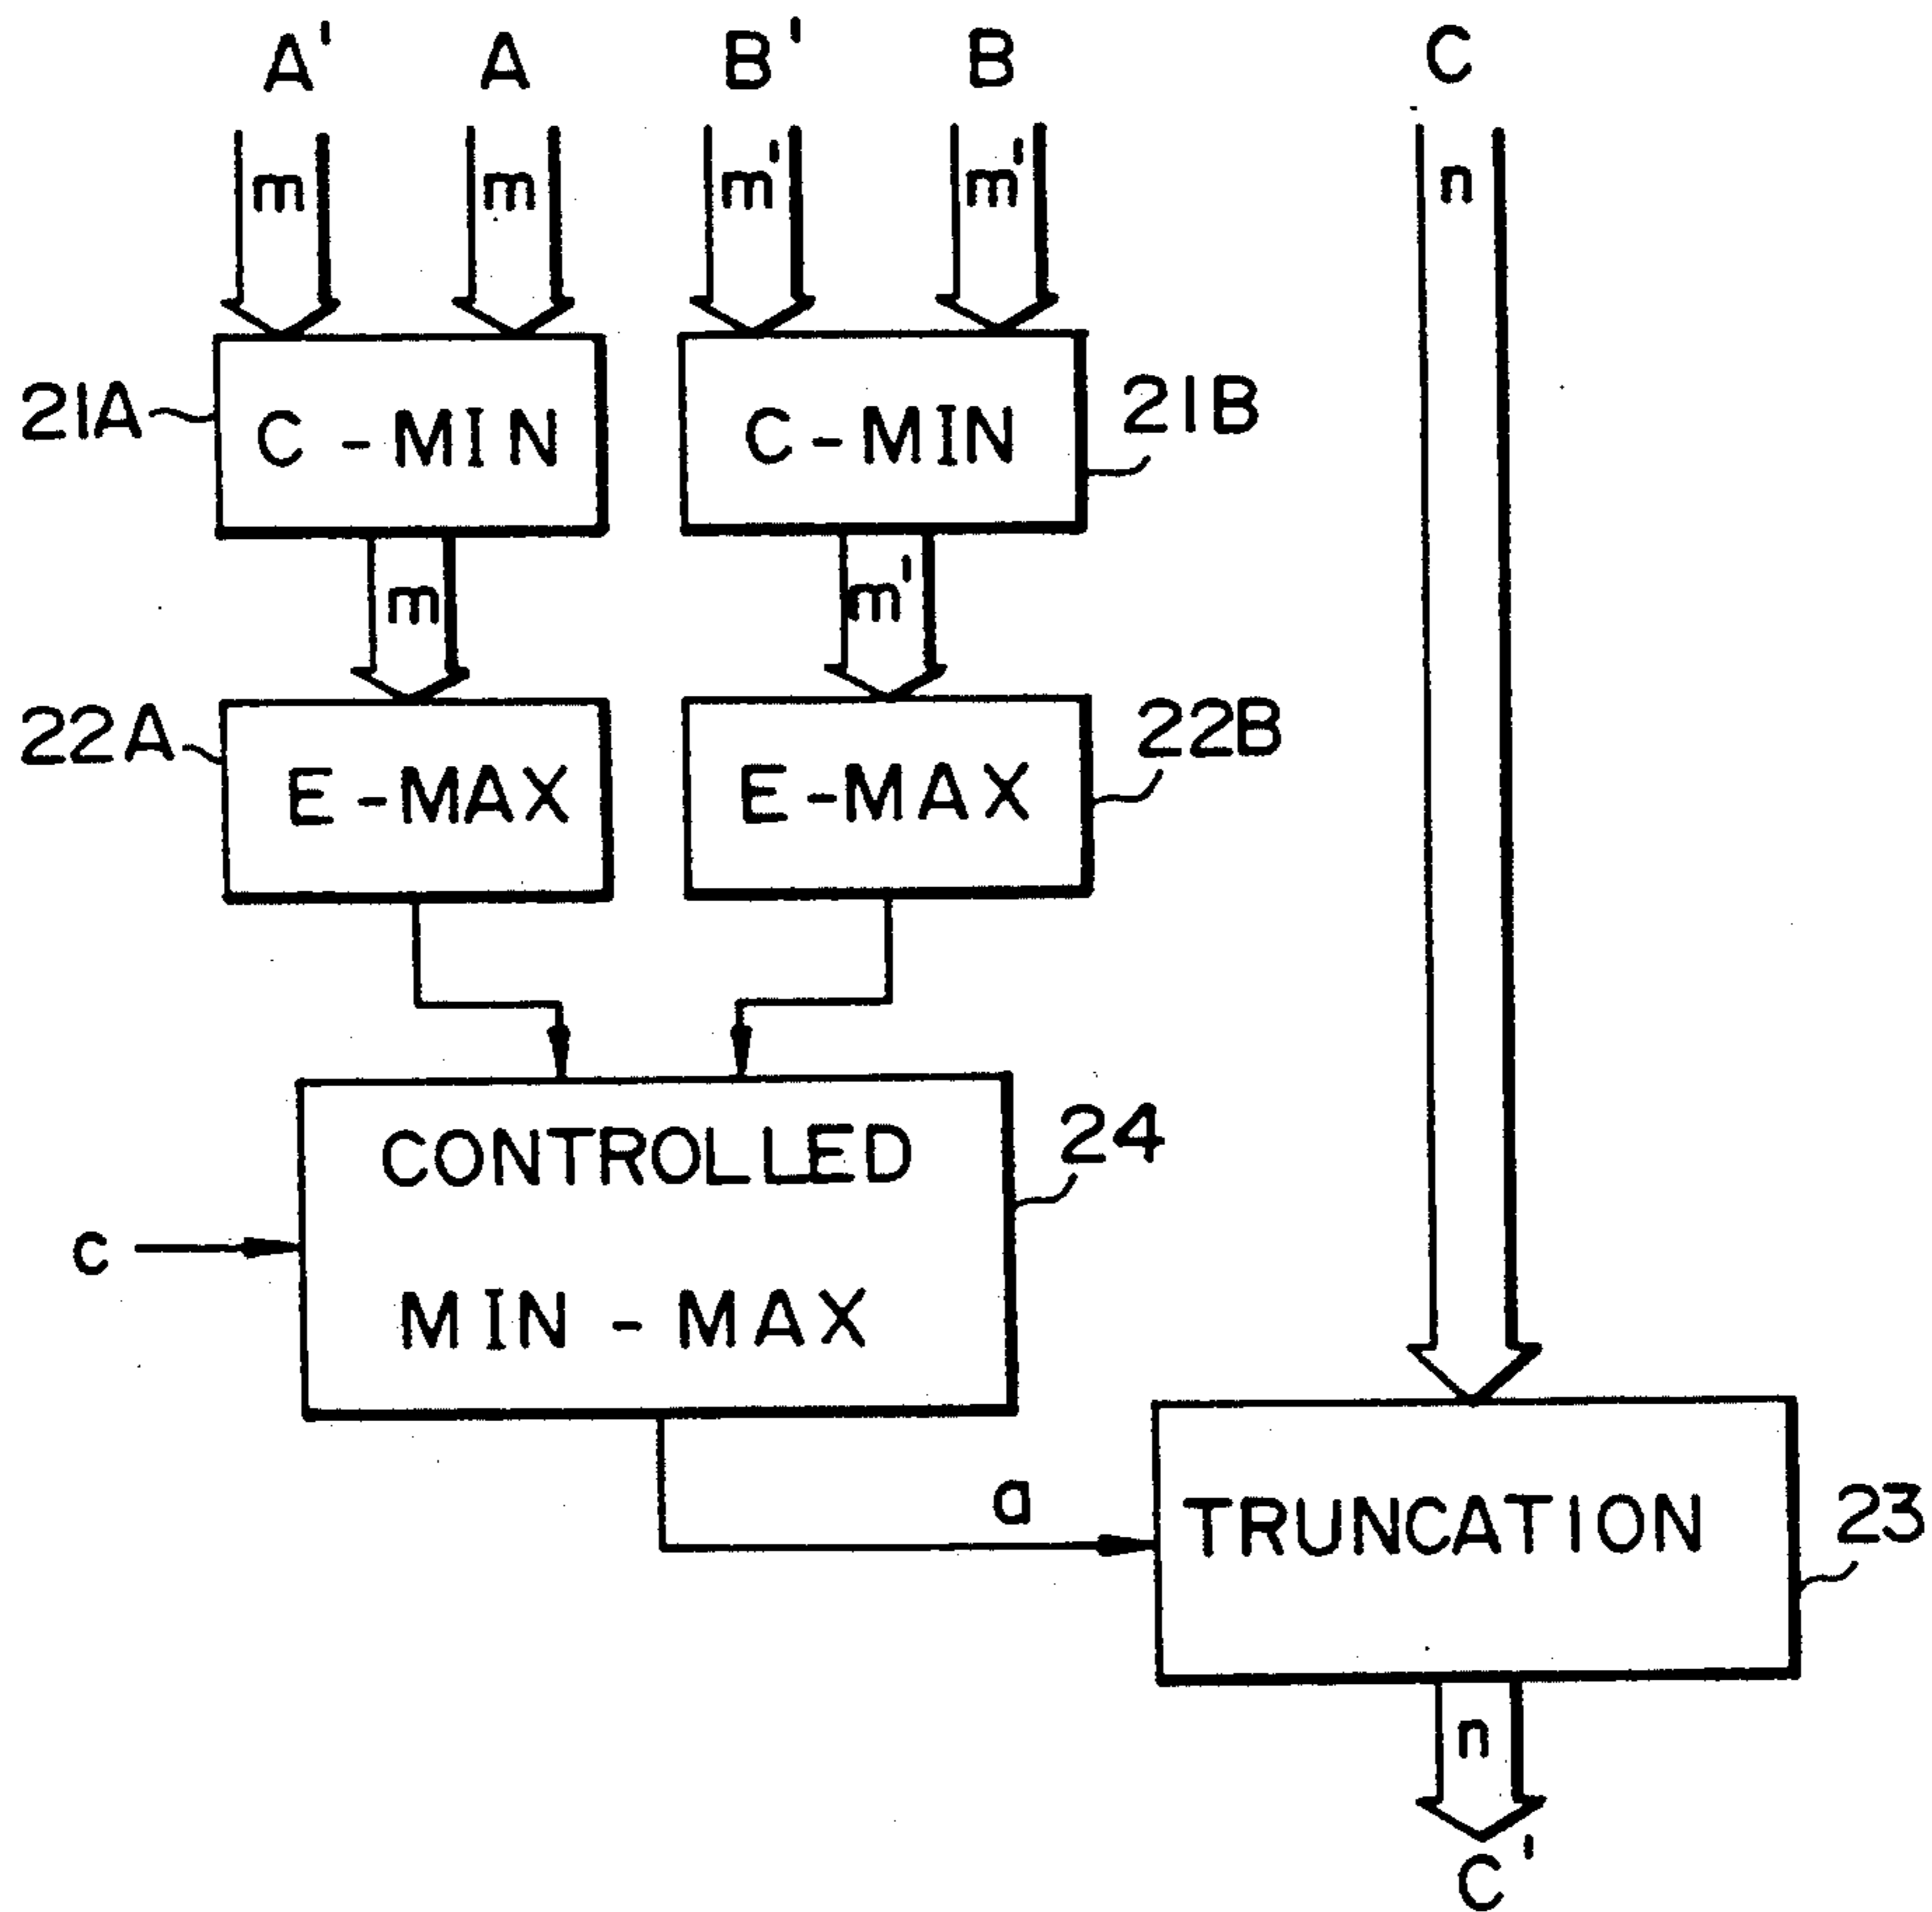 A' A B' B C
m m m' m' n
21A C-MIN C-MIN 21B
m m'
22A E-MAX E-MAX 22B
CONTROLLED 24
c
MIN-MAX
a
TRUNCATION 23
n
C'